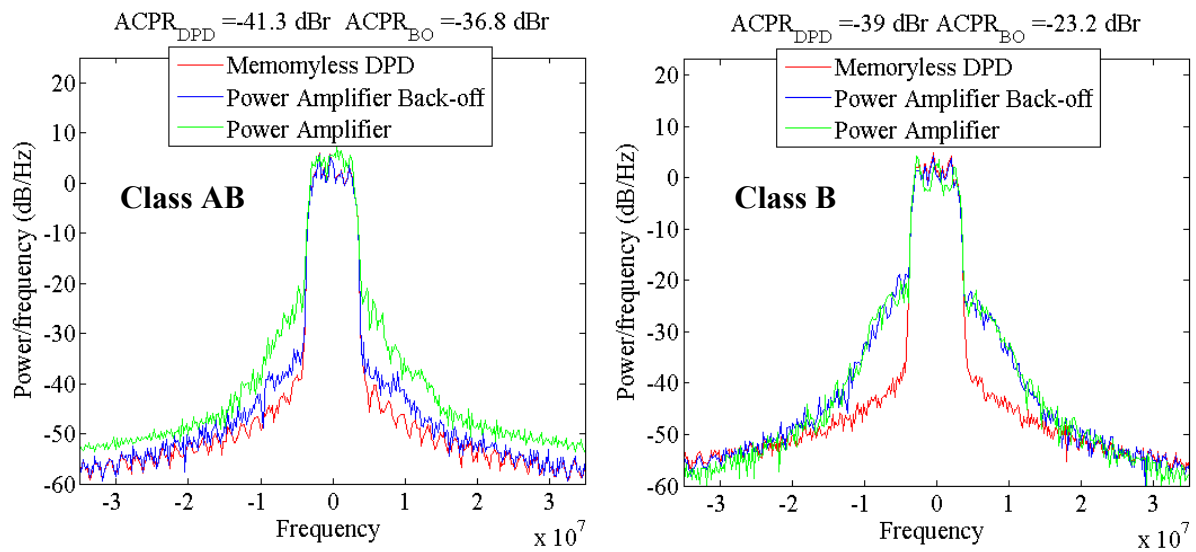 ACPR_DPD =-41.3 dBr ACPR_BO =-36.8 dBr
Memomyless DPD
Power Amplifier Back-off
Power Amplifier
Class AB
Power/frequency (dB/Hz)
20
10
0
-10
-20
-30
-40
-50
-60
-3 -2 -1 0 1 2 3
Frequency
x 10^7
ACPR_DPD =-39 dBr ACPR_BO =-23.2 dBr
Memoryless DPD
Power Amplifier Back-off
Power Amplifier
Class B
Power/frequency (dB/Hz)
20
10
0
-10
-20
-30
-40
-50
-60
-3 -2 -1 0 1 2 3
Frequency
x 10^7